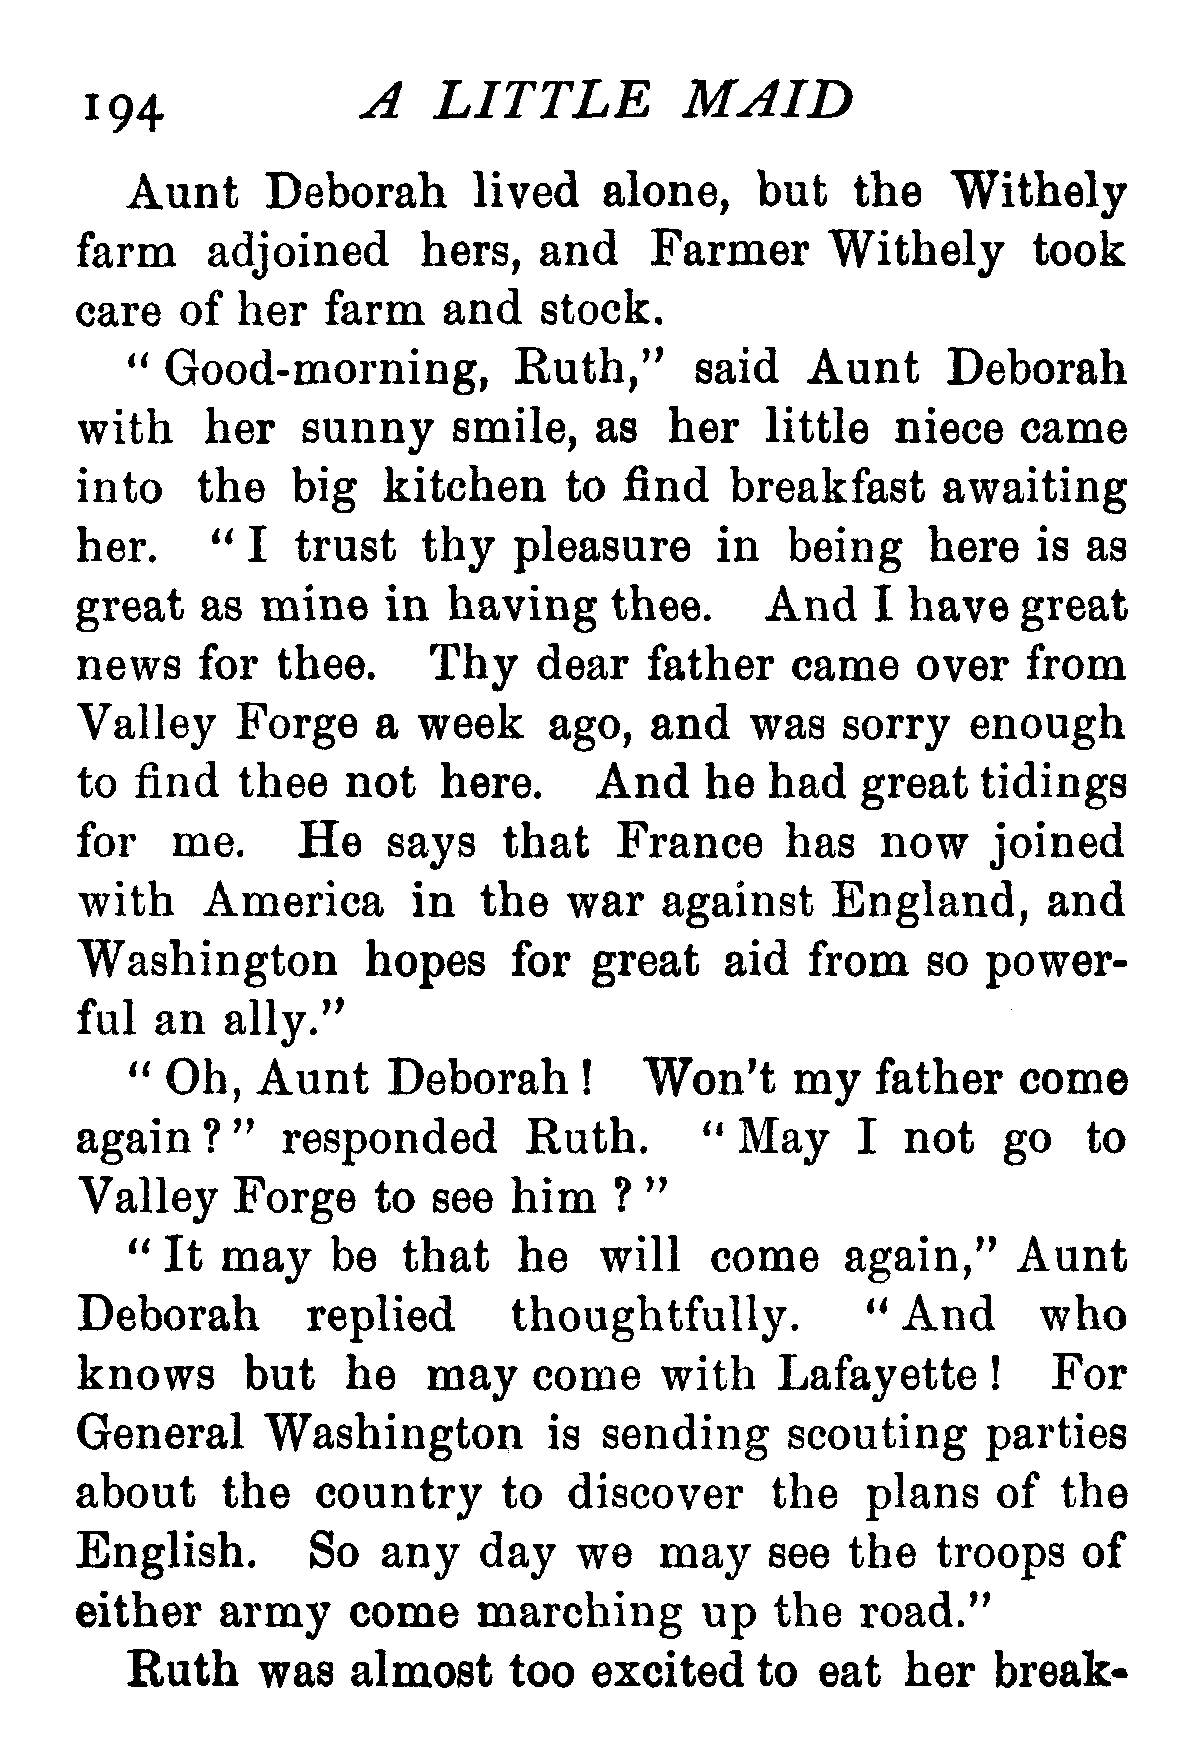 194 A LITTLE MAID
Aunt Deborah lived alone, but the Withely
farm adjoined hers, and Farmer Withely took
care of her farm and stock.
“ Good-morning, Ruth,” said Aunt Deborah
with her sunny smile, as her little niece came
into the big kitchen to find breakfast awaiting
her. “ I trust thy pleasure in being here is as
great as mine in having thee. And I have great
news for thee. Thy dear father came over from
Valley Forge a week ago, and was sorry enough
to find thee not here. And he had great tidings
for me. He says that France has now joined
with America in the war against England, and
Washington hopes for great aid from so power-
ful an ally.”
“ Oh, Aunt Deborah ! Won’t my father come
again ? ” responded Ruth. “ May I not go to
Valley Forge to see him ? ”
“ It may be that he will come again,” Aunt
Deborah replied thoughtfully. “ And who
knows but he may come with Lafayette ! For
General Washington is sending scouting parties
about the country to discover the plans of the
English. So any day we may see the troops of
either army come marching up the road.”
Ruth was almost too excited to eat her break-